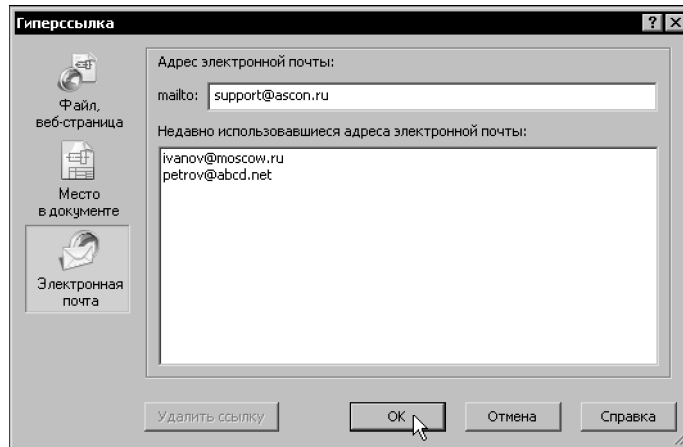 Гиперссылка
Файл,
веб-страница
Место
в документе
Электронная
почта
Адрес электронной почты:
mailto: support@ascon.ru
Недавно использовавшиеся адреса электронной почты:
ivanov@moscow.ru
petrov@abcd.net
Удалить ссылку ОК Отмена Справка